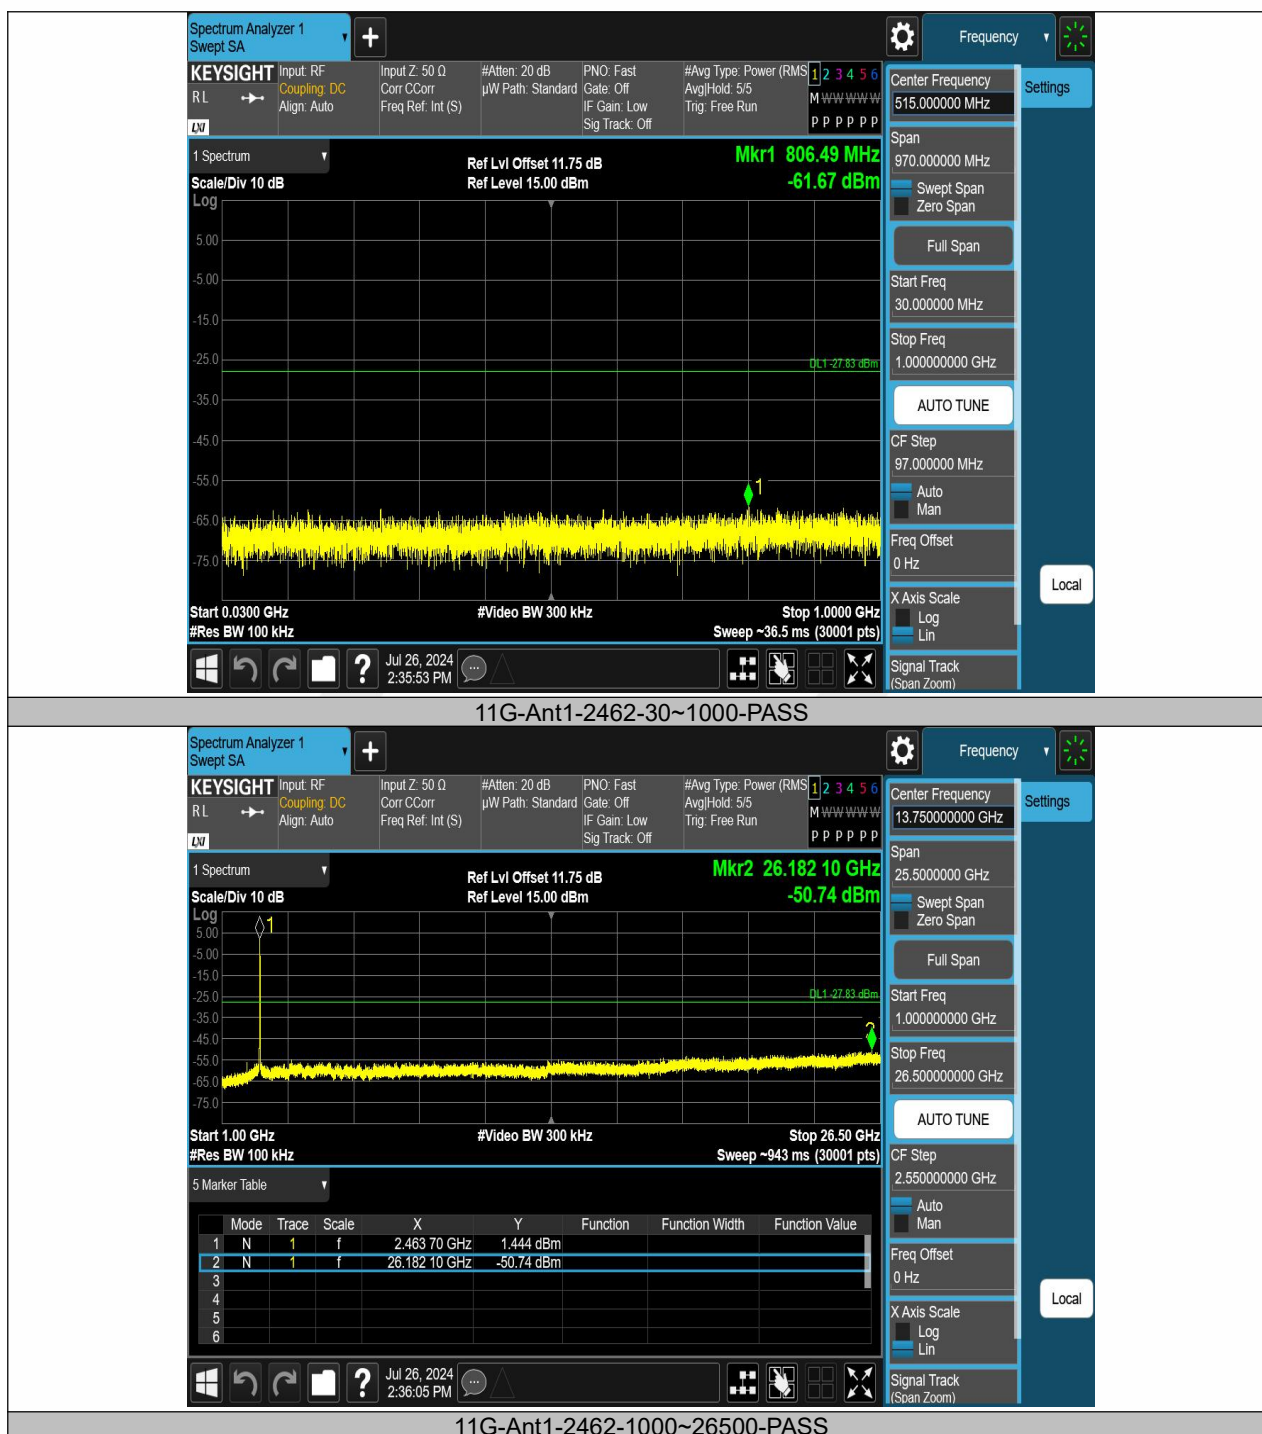 Spectrum Analyzer 1
Swept SA
+
Frequency
KEYSIGHT
R L
LXI
Input: RF
Coupling: DC
Align: Auto
Input Z: 50 Ω
Corr CCorr
Freq Ref: Int (S)
#Atten: 20 dB
µW Path: Standard
PNO: Fast
Gate: Off
IF Gain: Low
Sig Track: Off
#Avg Type: Power (RMS
Avg|Hold: 5/5
Trig: Free Run
1 2 3 4 5 6
M W W W W W
P P P P P P
Center Frequency
515.000000 MHz
Settings
1 Spectrum
Scale/Div 10 dB
Ref Lvl Offset 11.75 dB
Ref Level 15.00 dBm
Mkr1 806.49 MHz
-61.67 dBm
Span
970.000000 MHz
Swept Span
Zero Span
Full Span
Start Freq
30.000000 MHz
Stop Freq
1.000000000 GHz
AUTO TUNE
CF Step
97.000000 MHz
Auto
Man
Freq Offset
0 Hz
X Axis Scale
Log
Lin
Signal Track
(Span Zoom)
Local
Log
5.00
-5.00
-15.0
-25.0
-35.0
-45.0
-55.0
-65.0
-75.0
DL1 -27.83 dBm
1
Start 0.0300 GHz
#Res BW 100 kHz
#Video BW 300 kHz
Stop 1.0000 GHz
Sweep ~36.5 ms (30001 pts)
?
Jul 26, 2024
2:35:53 PM
11G-Ant1-2462-30~1000-PASS
Spectrum Analyzer 1
Swept SA
+
Frequency
KEYSIGHT
R L
LXI
Input: RF
Coupling: DC
Align: Auto
Input Z: 50 Ω
Corr CCorr
Freq Ref: Int (S)
#Atten: 20 dB
µW Path: Standard
PNO: Fast
Gate: Off
IF Gain: Low
Sig Track: Off
#Avg Type: Power (RMS
Avg|Hold: 5/5
Trig: Free Run
1 2 3 4 5 6
M W W W W W
P P P P P P
Center Frequency
13.750000000 GHz
Settings
1 Spectrum
Scale/Div 10 dB
Ref Lvl Offset 11.75 dB
Ref Level 15.00 dBm
Mkr2 26.182 10 GHz
-50.74 dBm
Span
25.5000000 GHz
Swept Span
Zero Span
Full Span
Start Freq
1.000000000 GHz
Stop Freq
26.500000000 GHz
AUTO TUNE
CF Step
2.550000000 GHz
Auto
Man
Freq Offset
0 Hz
X Axis Scale
Log
Lin
Signal Track
(Span Zoom)
Local
Log
5.00
-5.00
-15.0
-25.0
-35.0
-45.0
-55.0
-65.0
-75.0
1
DL1 -27.83 dBm
Start 1.00 GHz
#Res BW 100 kHz
#Video BW 300 kHz
Stop 26.50 GHz
Sweep ~943 ms (30001 pts)
5 Marker Table
Mode Trace Scale X Y Function Function Width Function Value
1 N 1 f 2.463 70 GHz 1.444 dBm
2 N 1 f 26.182 10 GHz -50.74 dBm
3
4
5
6
?
Jul 26, 2024
2:36:05 PM
11G-Ant1-2462-1000~26500-PASS